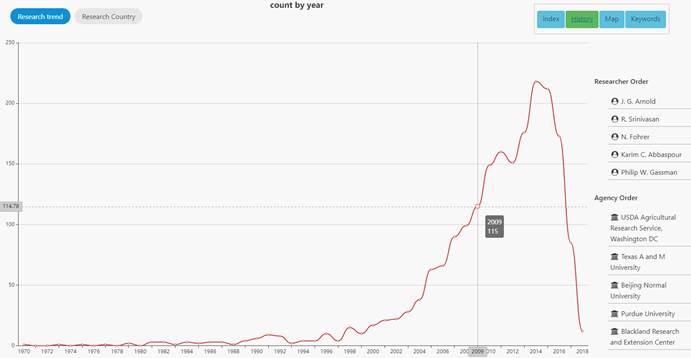 count by year
Research trend
Research Country
Index
History
Map
Keywords
250
200
150
100
50
0
114.78
2009
115
1970
1972
1974
1976
1978
1980
1982
1984
1986
1988
1990
1992
1994
1996
1998
2000
2002
2004
2006
2009
2010
2012
2014
2016
2018
Researcher Order
J. G. Arnold
R. Srinivasan
N. Fohrer
Karim C. Abbaspour
Philip W. Gassman
Agency Order
USDA Agricultural
Research Service,
Washington DC
Texas A and M
University
Beijing Normal
University
Purdue University
Blackland Research
and Extension Center